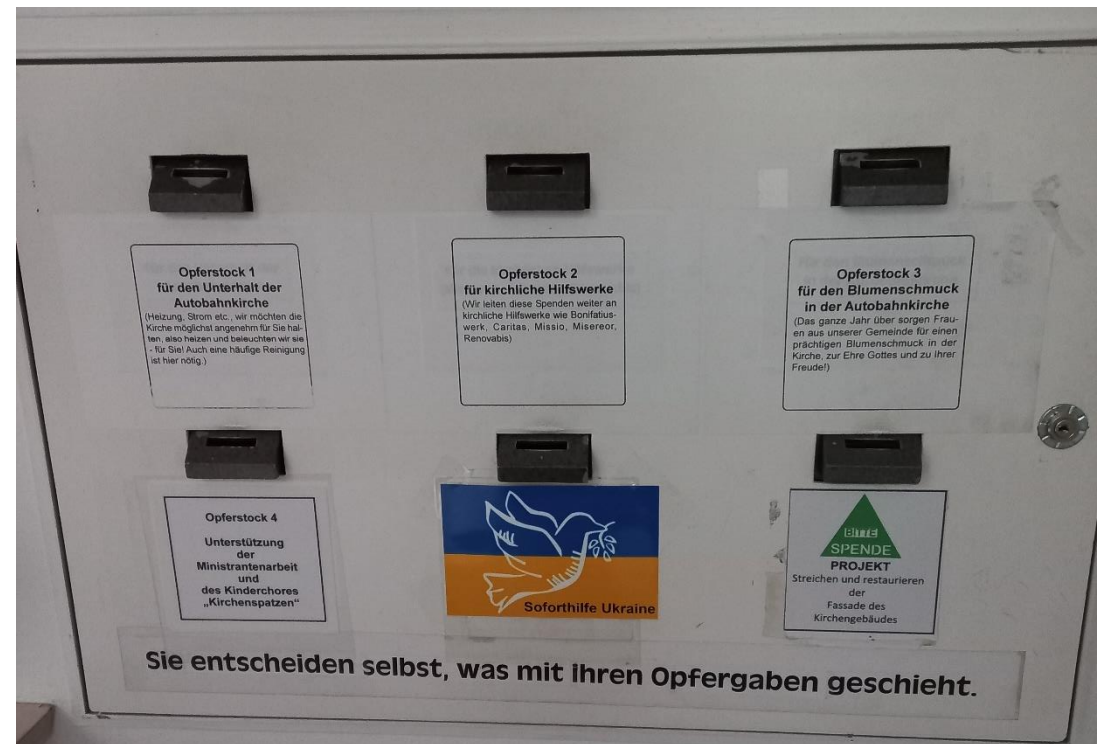 Opferstock 1
für den Unterhalt der
Autobahnkirche
(Heizung, Strom etc., wir möchten die
Kirche möglichst angenehm für Sie hal-
ten, also heizen und beleuchten wir sie
- für Sie! Auch eine häufige Reinigung
ist hier nötig.)
Opferstock 2
für kirchliche Hilfswerke
(Wir leiten diese Spenden weiter an
kirchliche Hilfswerke wie Bonifatius-
werk, Caritas, Missio, Misereor,
Renovabis)
Opferstock 3
für den Blumenschmuck
in der Autobahnkirche
(Das ganze Jahr über sorgen Frau-
en aus unserer Gemeinde für einen
prächtigen Blumenschmuck in der
Kirche, zur Ehre Gottes und zu Ihrer
Freude!)
Opferstock 4
Unterstützung
der
Ministrantenarbeit
und
des Kinderchores
„Kirchenspatzen“
Soforthilfe Ukraine
BITTE
SPENDE
PROJEKT
Streichen und restaurieren
der
Fassade des
Kirchengebäudes
Sie entscheiden selbst, was mit ihren Opfergaben geschieht.